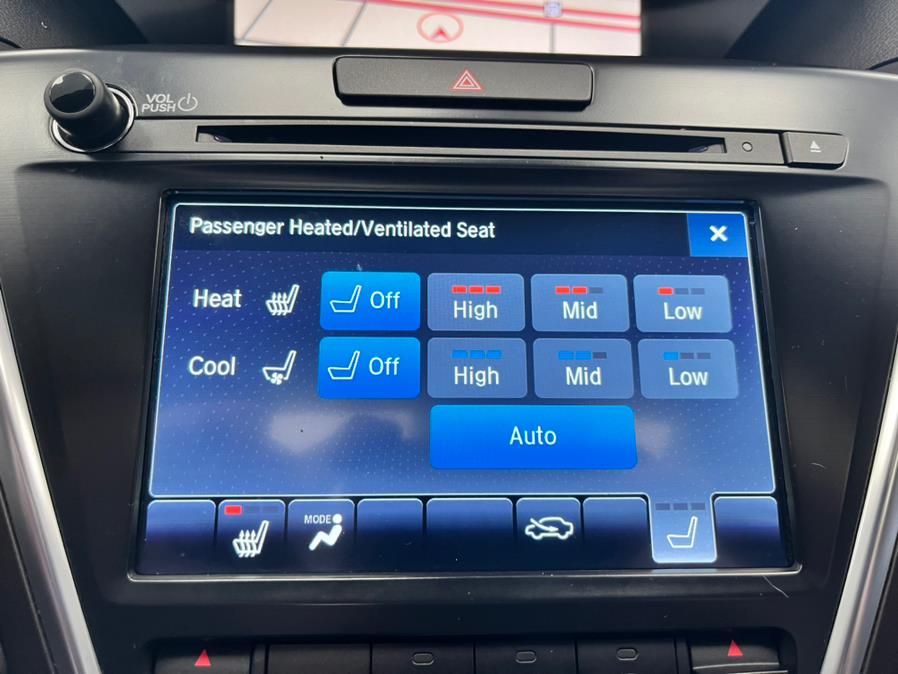 VOL
PUSH
Passenger Heated/Ventilated Seat
Heat Off High Mid Low
Cool Off High Mid Low
Auto
MODE